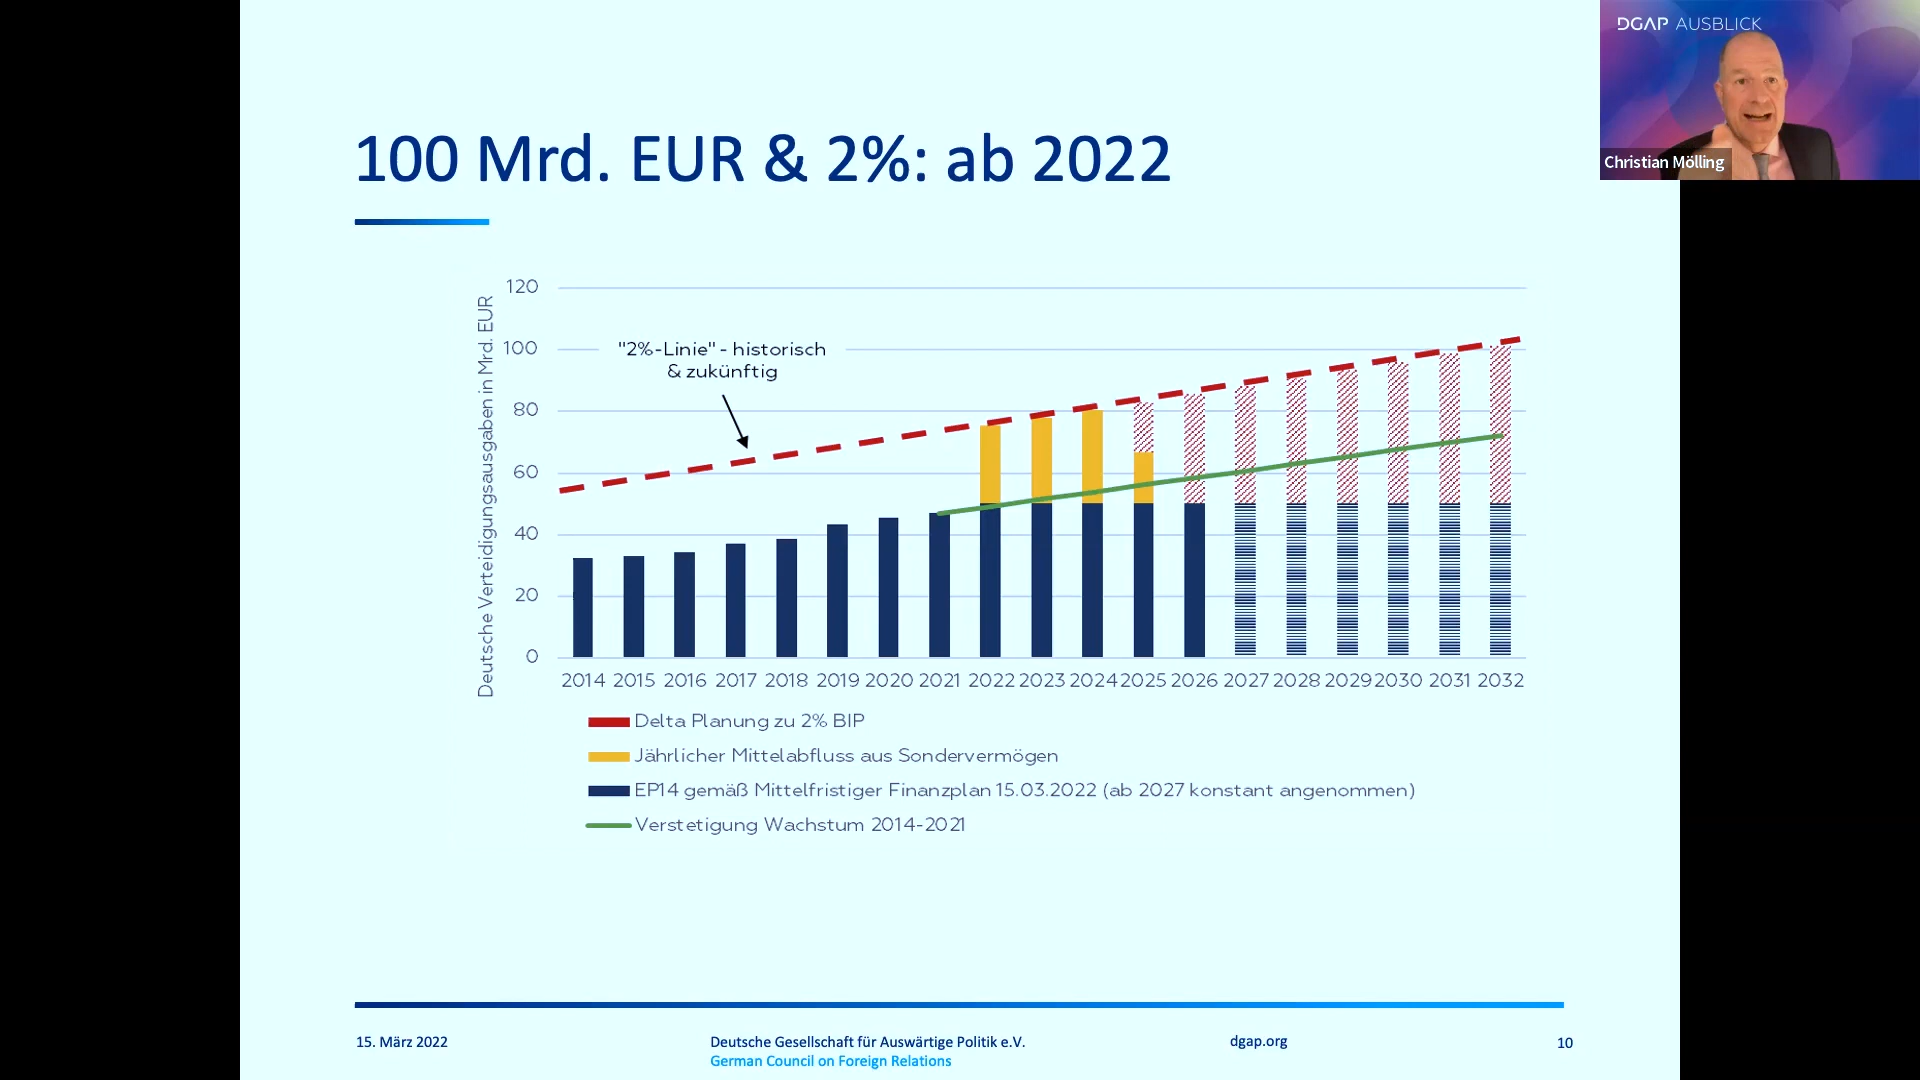 DGAP AUSBLICK
Christian Mölling
100 Mrd. EUR & 2%: ab 2022
Deutsche Verteidigungsausgaben in Mrd. EUR
120
100
80
60
40
20
0
"2%-Linie" - historisch
& zukünftig
2014 2015 2016 2017 2018 2019 2020 2021 2022 2023 2024 2025 2026 2027 2028 2029 2030 2031 2032
Delta Planung zu 2% BIP
Jährlicher Mittelabfluss aus Sondervermögen
EP14 gemäß Mittelfristiger Finanzplan 15.03.2022 (ab 2027 konstant angenommen)
Verstetigung Wachstum 2014-2021
15. März 2022
Deutsche Gesellschaft für Auswärtige Politik e.V.
German Council on Foreign Relations
dgap.org
10